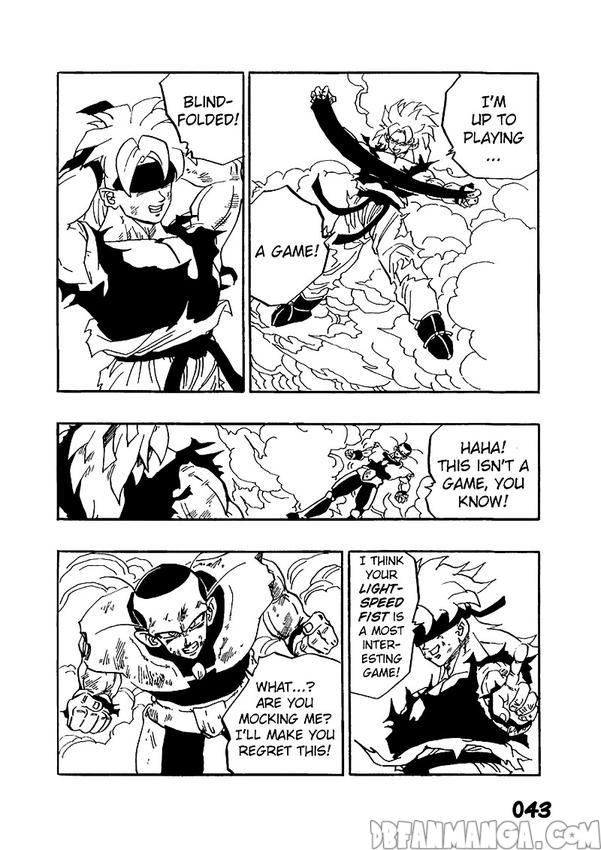 I'M
UP TO
PLAYING
...
A GAME!
BLIND-
FOLDED!
HAHA!
THIS ISN'T A
GAME, YOU
KNOW!
I THINK
YOUR
LIGHT-
SPEED
FIST IS
A MOST
INTER-
ESTING
GAME!
WHAT...?
ARE YOU
MOCKING ME?
I'LL MAKE YOU
REGRET THIS!
043
DBFANMANGA.COM